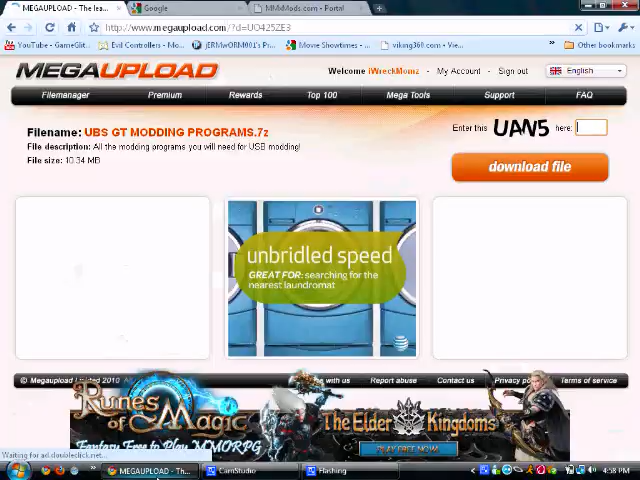 MEGAUPLOAD - The lea...
Google
MMxMods.com - Portal
http://www.megaupload.com/?d=UO425ZE3
YouTube - GameGlit...
Evil Controllers - Mo...
jERMwORM001's Pr...
Movie Showtimes -...
viking360.com - Vie...
Other bookmarks
MEGAUPLOAD
Welcome iWreckMomz - My Account - Sign out
English
Filemanager Premium Rewards Top 100 Mega Tools Support FAQ
Filename: UBS GT MODDING PROGRAMS.7z
File description: All the modding programs you will need for USB modding!
File size: 10.34 MB
Enter this UAN5 here:
download file
unbridled speed
GREAT FOR: searching for the
nearest laundromat
at&t
© Megaupload Limited 2010
with us Report abuse Contact us Privacy policy Terms of service
Runes of Magic
Fantasy Free to Play MMORPG
The Elder Kingdoms
PLAY FREE NOW!
Waiting for ad.doubleclick.net...
MEGAUPLOAD - Th...
CamStudio
Flashing
4:58 PM